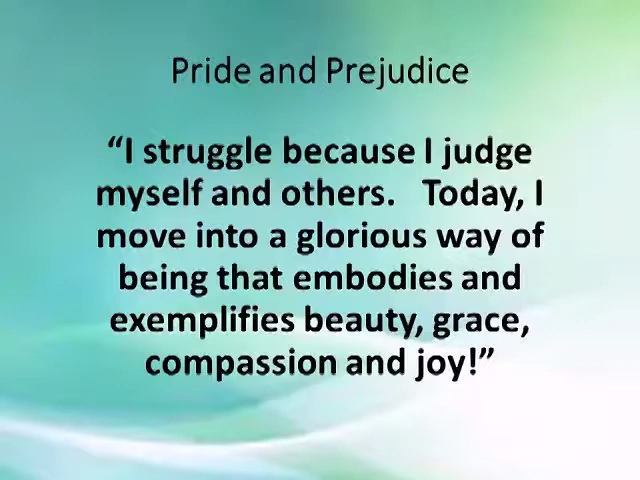 Pride and Prejudice
“I struggle because I judge
myself and others.   Today, I
move into a glorious way of
being that embodies and
exemplifies beauty, grace,
compassion and joy!”